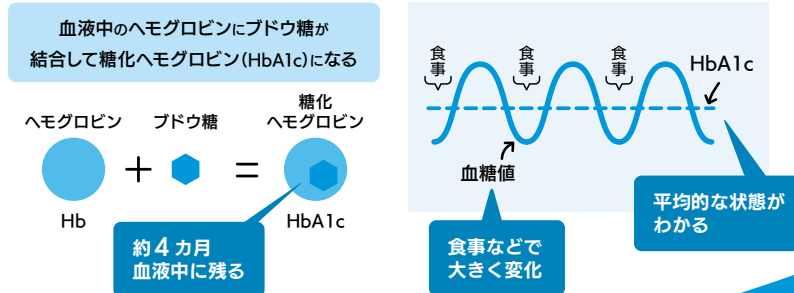 血液中のヘモグロビンにブドウ糖が
結合して糖化ヘモグロビン（HbA1c）になる
ヘモグロビン
ブドウ糖
糖化
ヘモグロビン
Hb
HbA1c
約4カ月
血液中に残る
食事
食事
食事
HbA1c
血糖値
食事などで
大きく変化
平均的な状態が
わかる